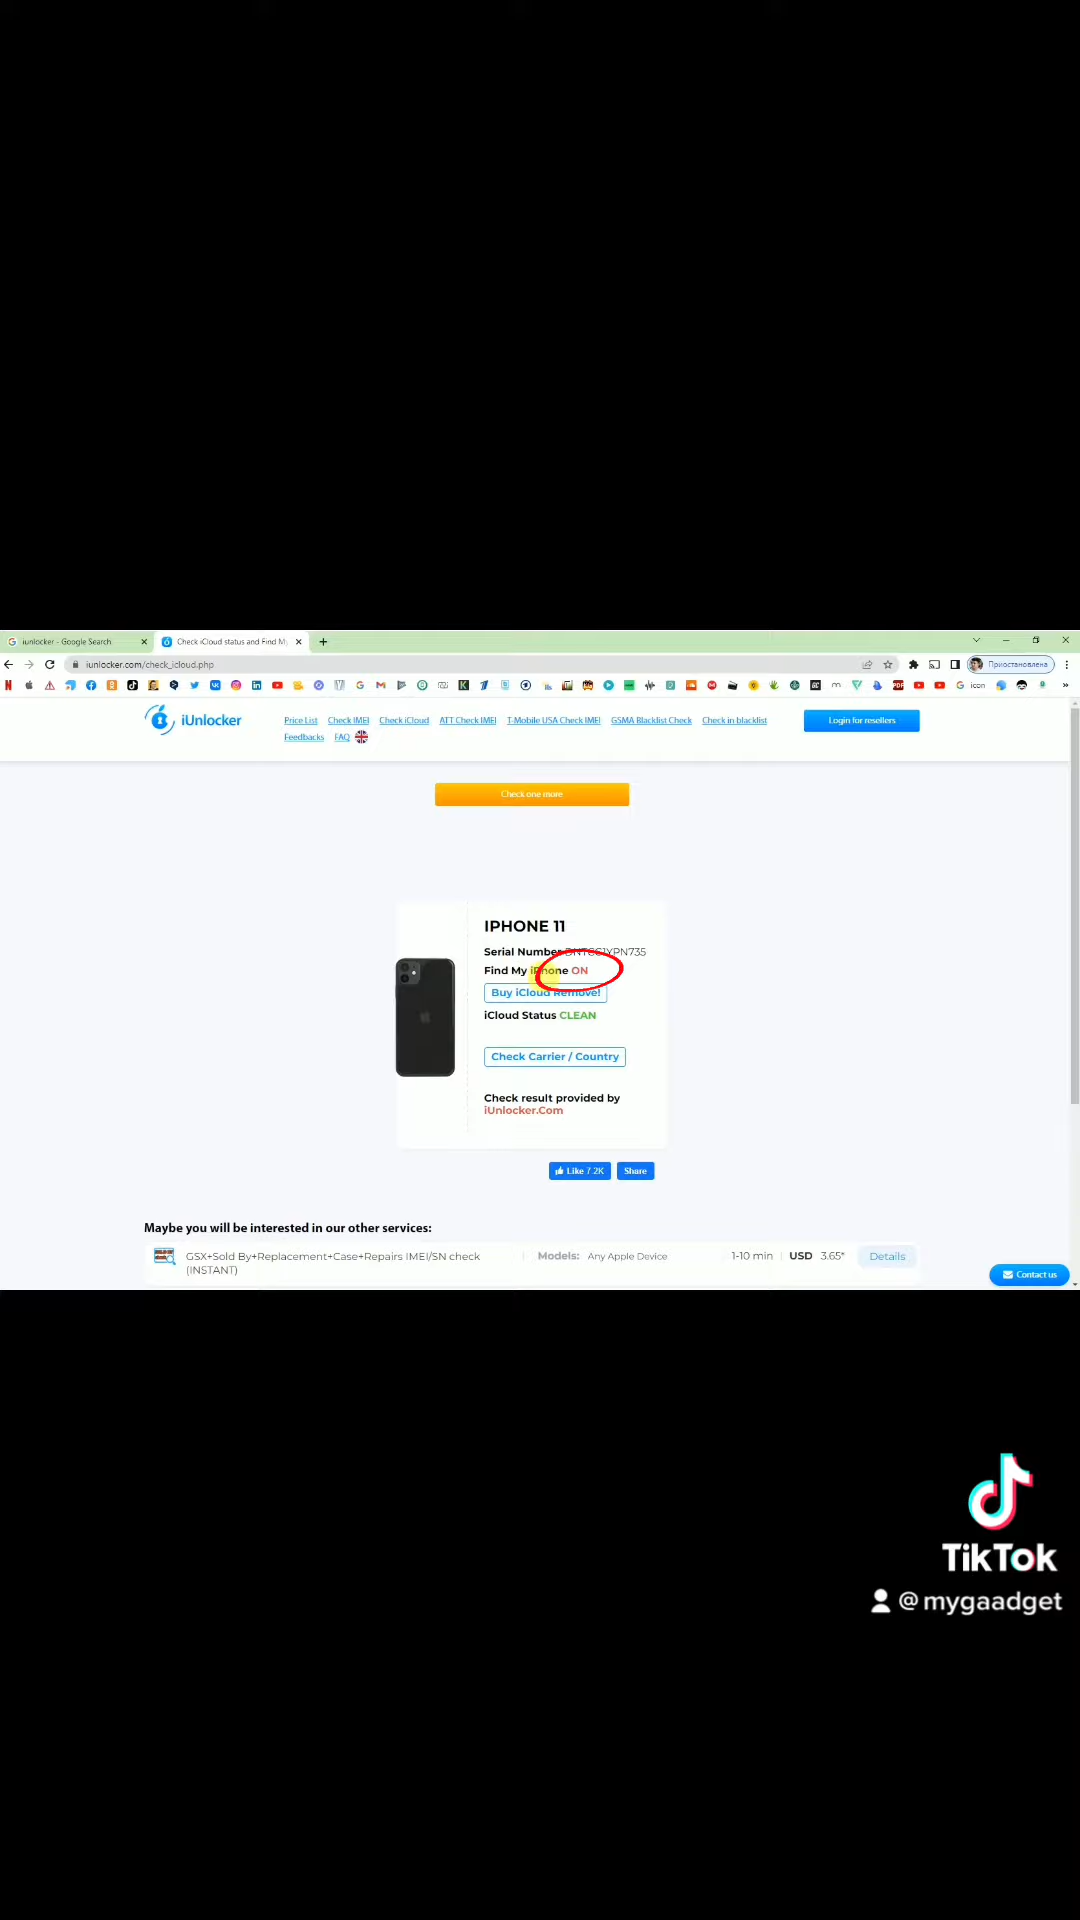 iunlocker - Google Search
Check iCloud status and Find My
iunlocker.com/check_icloud.php
Приостановлена
icon
iUnlocker
Price List Check IMEI Check iCloud ATT Check IMEI T-Mobile USA Check IMEI GSMA Blacklist Check Check in blacklist
Feedbacks FAQ
Login for resellers
Check one more
IPHONE 11
Serial Number
Find My iPhone ON
Buy iCloud Remove!
iCloud Status CLEAN
Check Carrier / Country
Check result provided by
iUnlocker.Com
Like 7.2K Share
Maybe you will be interested in our other services:
GSX+Sold By+Replacement+Case+Repairs IMEI/SN check
(INSTANT)
Models: Any Apple Device 1-10 min USD 3.65* Details
Contact us
TikTok
@mygaadget